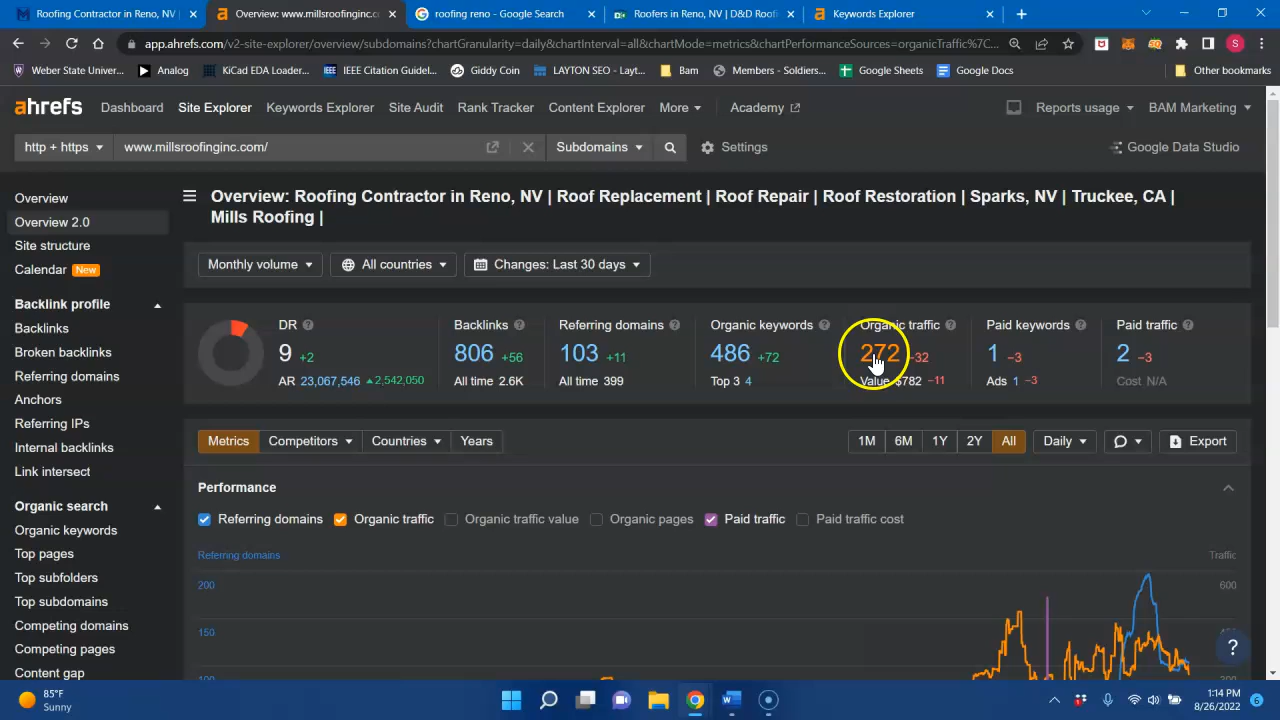 Roofing Contractor in Reno, NV |
Overview: www.millsroofinginc.co
roofing reno - Google Search
Roofers in Reno, NV | D&D Roofi
Keywords Explorer
app.ahrefs.com/v2-site-explorer/overview/subdomains?chartGranularity=daily&chartInterval=all&chartMode=metrics&chartPerformanceSources=organicTraffic%7C...
Weber State Univer...
Analog
KiCad EDA Loader...
IEEE Citation Guidel...
Giddy Coin
LAYTON SEO - Layt...
Bam
Members - Soldiers...
Google Sheets
Google Docs
Other bookmarks
ahrefs
Dashboard
Site Explorer
Keywords Explorer
Site Audit
Rank Tracker
Content Explorer
More
Academy
Reports usage
BAM Marketing
http + https
www.millsroofinginc.com/
Subdomains
Settings
Google Data Studio
Overview
Overview 2.0
Site structure
Calendar New
Backlink profile
Backlinks
Broken backlinks
Referring domains
Anchors
Referring IPs
Internal backlinks
Link intersect
Organic search
Organic keywords
Top pages
Top subfolders
Top subdomains
Competing domains
Competing pages
Content gap
Overview: Roofing Contractor in Reno, NV | Roof Replacement | Roof Repair | Roof Restoration | Sparks, NV | Truckee, CA |
Mills Roofing |
Monthly volume
All countries
Changes: Last 30 days
DR
9 +2
AR 23,067,546 ▲2,542,050
Backlinks
806 +56
All time 2.6K
Referring domains
103 +11
All time 399
Organic keywords
486 +72
Top 3 4
Organic traffic
272 −32
Value $782 −11
Paid keywords
1 −3
Ads 1 −3
Paid traffic
2 −3
Cost N/A
Metrics
Competitors
Countries
Years
1M
6M
1Y
2Y
All
Daily
Export
Performance
Referring domains
Organic traffic
Organic traffic value
Organic pages
Paid traffic
Paid traffic cost
Referring domains
Traffic
200
600
150
100
300
85°F
Sunny
1:14 PM
8/26/2022
6